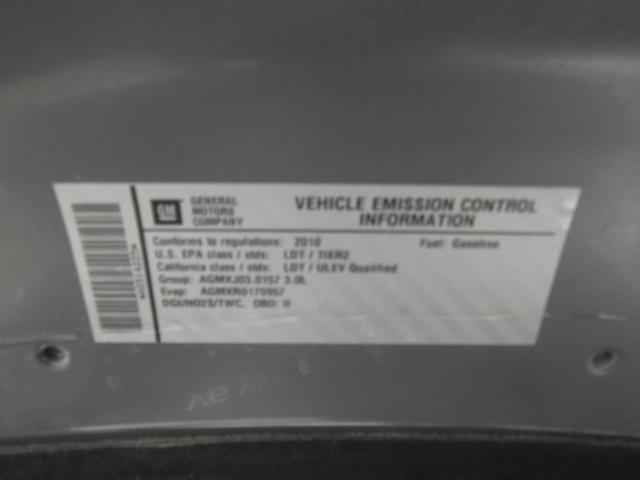 GM GENERAL MOTORS COMPANY
VEHICLE EMISSION CONTROL INFORMATION
Conforms to regulations: 2010 Fuel: Gasoline
U.S. EPA class / stds: LDT / TIER2
California class / stds: LDT / ULEV Qualified
Group: AGMXJ03.0157 3.0L
Evap: AGMXR0170957
DGI/HO2S/TWC, OBD: II